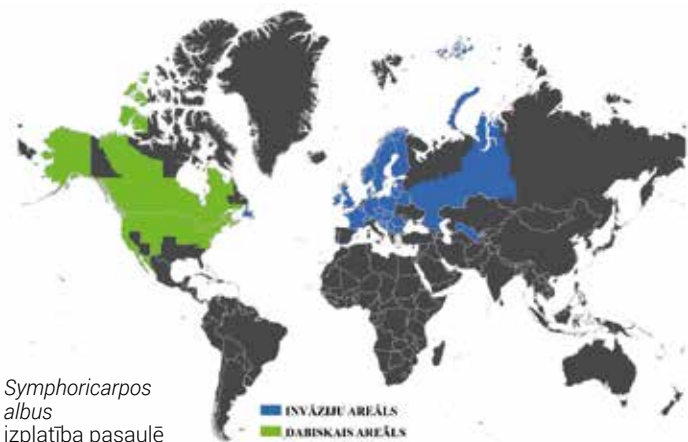 Symphoricarpos
albus
izplatība pasaulē
INVĀZIJU AREĀLS
DABISKAIS AREĀLS